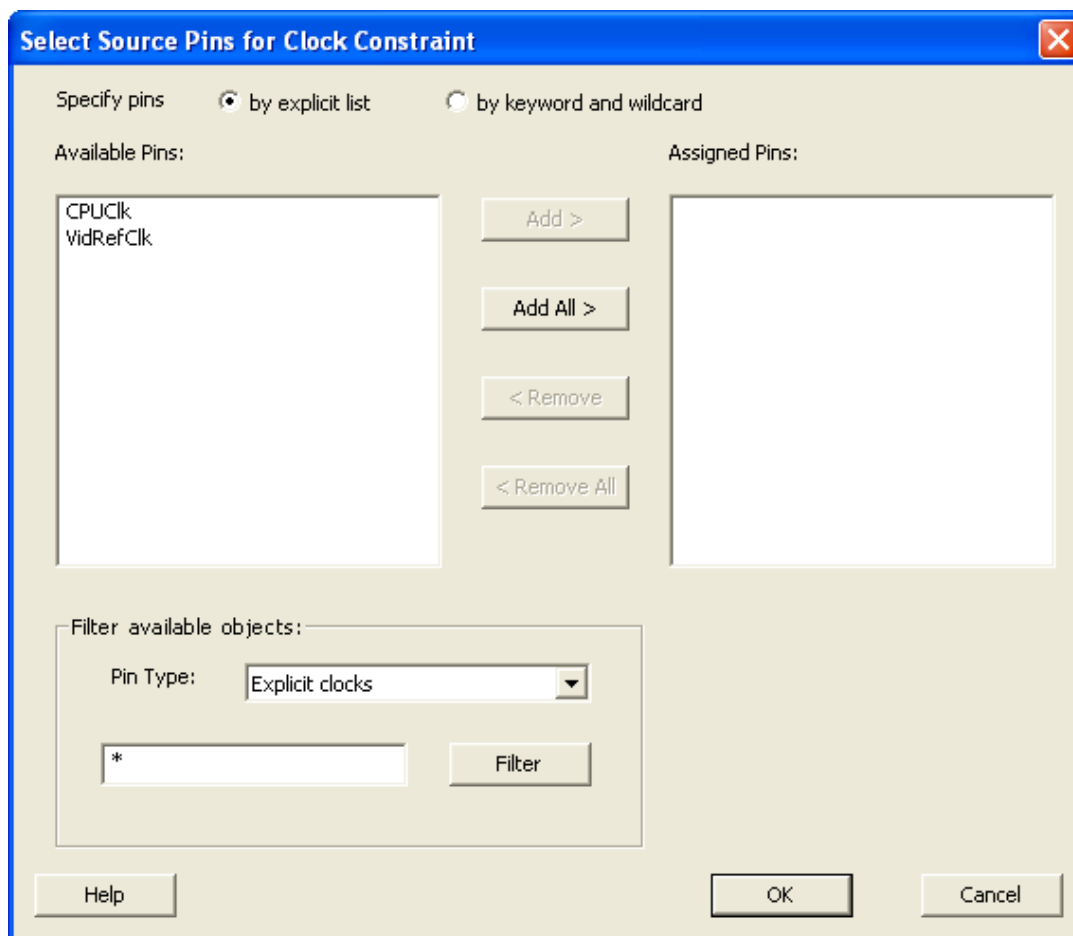 Select Source Pins for Clock Constraint
Specify pins by explicit list by keyword and wildcard
Available Pins: Assigned Pins:
CPUClk
VidRefClk
Add >
Add All >
< Remove
< Remove All
Filter available objects:
Pin Type: Explicit clocks
* Filter
Help OK Cancel